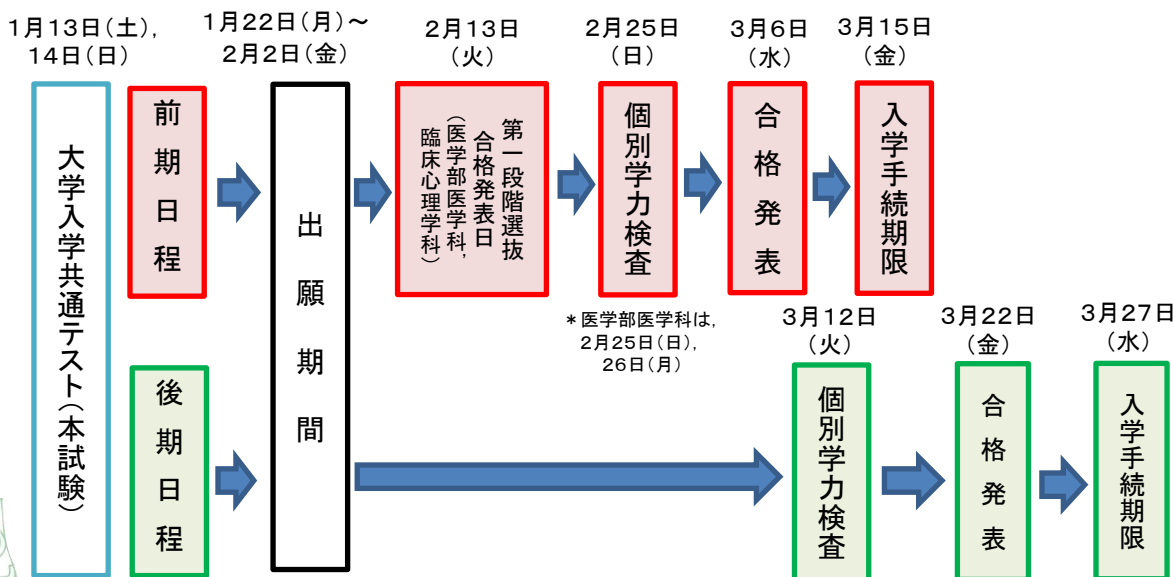 1月13日(土),
14日(日)
1月22日(月)~
2月2日(金)
2月13日
(火)
2月25日
(日)
3月6日
(水)
3月15日
(金)
大学入学共通テスト(本試験)
前期日程
出願期間
第一段階選抜
合格発表日
(医学部医学科,
臨床心理学科)
個別学力検査
合格発表
入学手続期限
*医学部医学科は,
2月25日(日),
26日(月)
3月12日
(火)
3月22日
(金)
3月27日
(水)
後期日程
個別学力検査
合格発表
入学手続期限